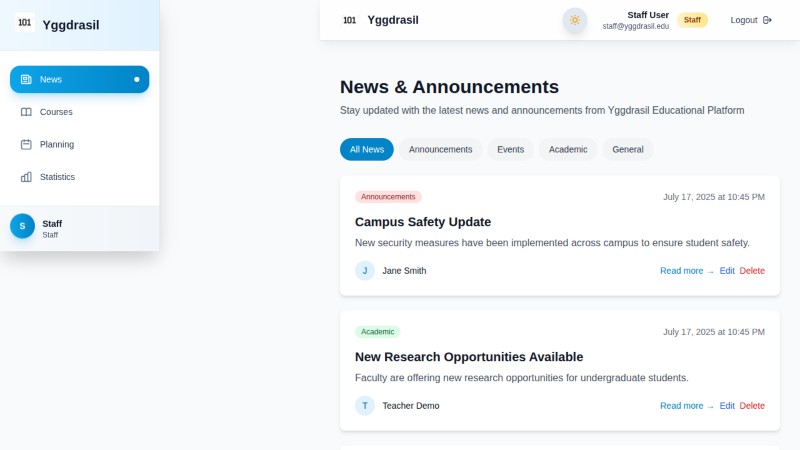 101 Yggdrasil
News
Courses
Planning
Statistics
S
Staff
Staff
101 Yggdrasil
Staff User
staff@yggdrasil.edu
Staff
Logout
News & Announcements
Stay updated with the latest news and announcements from Yggdrasil Educational Platform
All News Announcements Events Academic General
Announcements July 17, 2025 at 10:45 PM
Campus Safety Update
New security measures have been implemented across campus to ensure student safety.
J Jane Smith Read more → Edit Delete
Academic July 17, 2025 at 10:45 PM
New Research Opportunities Available
Faculty are offering new research opportunities for undergraduate students.
T Teacher Demo Read more → Edit Delete